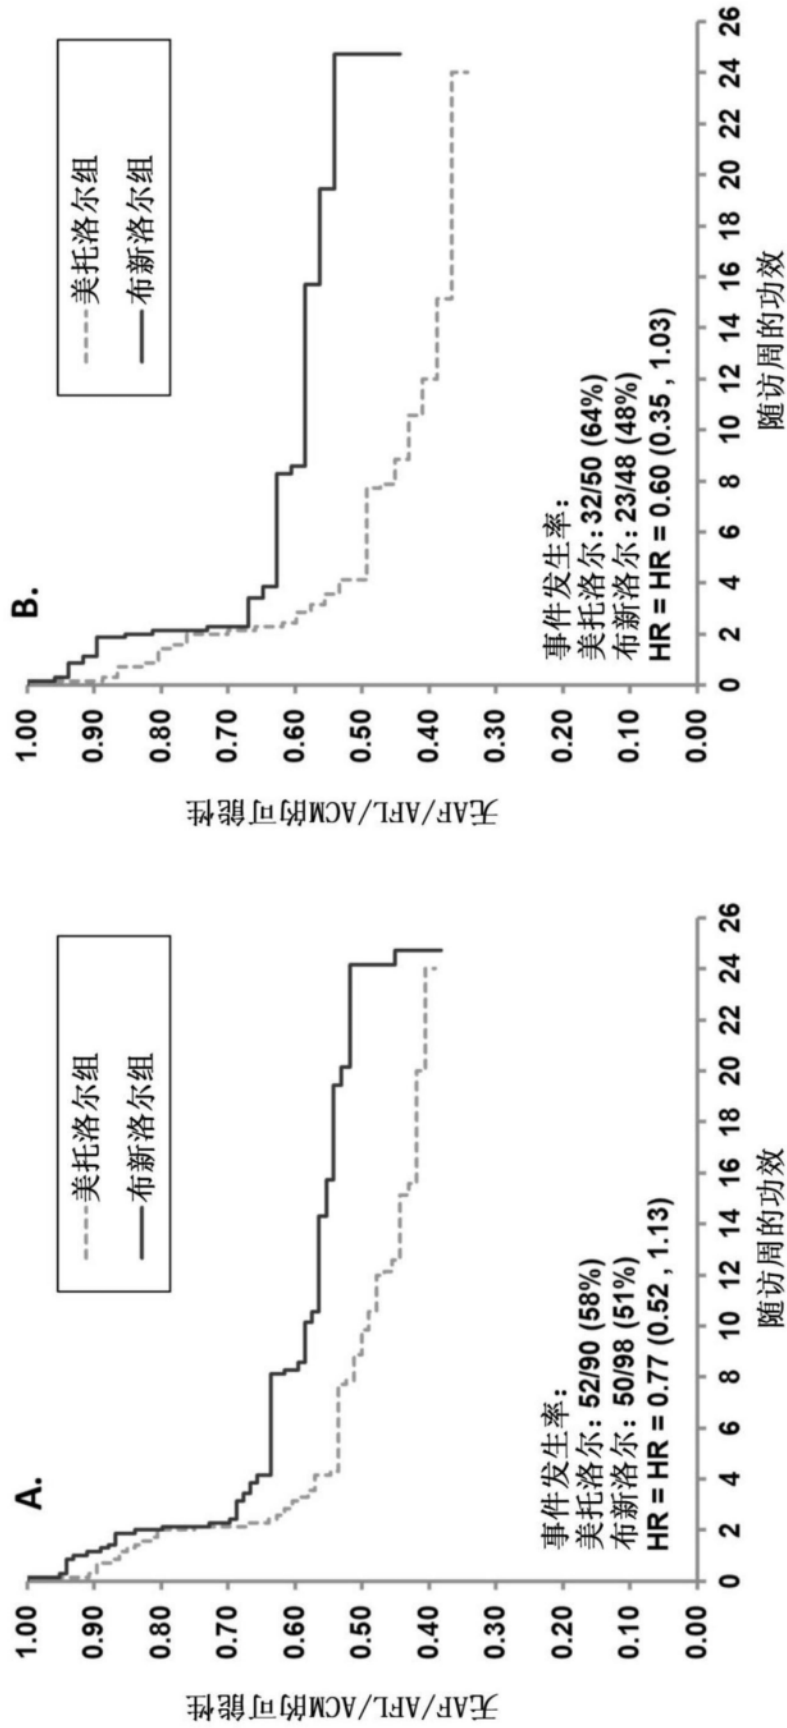 A.
无AF/AFL/ACM的可能性
1.00
0.90
0.80
0.70
0.60
0.50
0.40
0.30
0.20
0.10
0.00
美托洛尔组
布新洛尔组
事件发生率：
美托洛尔：52/90 (58%)
布新洛尔：50/98 (51%)
HR = HR = 0.77 (0.52 , 1.13)
0 2 4 6 8 10 12 14 16 18 20 22 24 26
随访周的功效
B.
无AF/AFL/ACM的可能性
1.00
0.90
0.80
0.70
0.60
0.50
0.40
0.30
0.20
0.10
0.00
美托洛尔组
布新洛尔组
事件发生率：
美托洛尔：32/50 (64%)
布新洛尔：23/48 (48%)
HR = HR = 0.60 (0.35 , 1.03)
0 2 4 6 8 10 12 14 16 18 20 22 24 26
随访周的功效